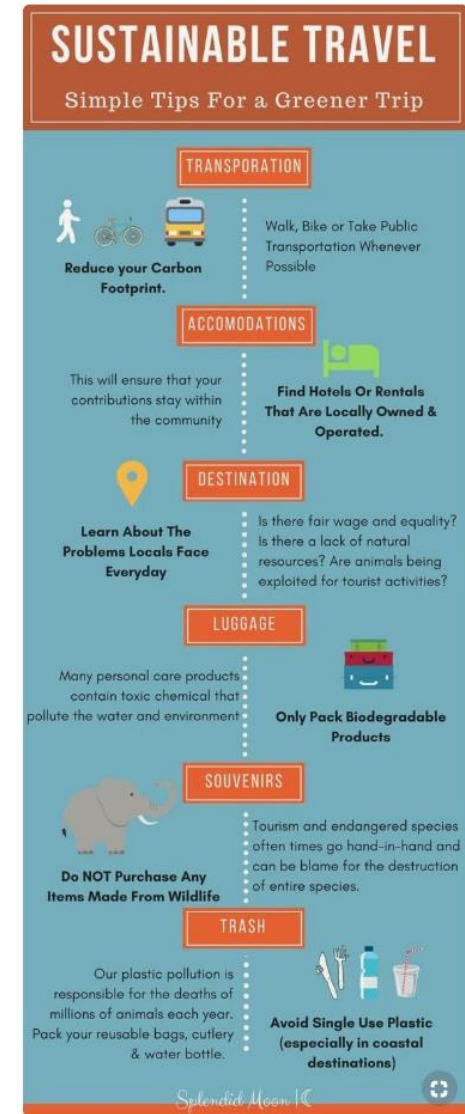 SUSTAINABLE TRAVEL
Simple Tips For a Greener Trip
TRANSPORATION
Reduce your Carbon
Footprint.
Walk, Bike or Take Public
Transportation Whenever
Possible
ACCOMODATIONS
This will ensure that your
contributions stay within
the community
Find Hotels Or Rentals
That Are Locally Owned &
Operated.
DESTINATION
Learn About The
Problems Locals Face
Everyday
Is there fair wage and equality?
Is there a lack of natural
resources? Are animals being
exploited for tourist activities?
LUGGAGE
Many personal care products
contain toxic chemical that
pollute the water and environment
Only Pack Biodegradable
Products
SOUVENIRS
Do NOT Purchase Any
Items Made From Wildlife
Tourism and endangered species
often times go hand-in-hand and
can be blame for the destruction
of entire species.
TRASH
Our plastic pollution is
responsible for the deaths of
millions of animals each year.
Pack your reusable bags, cutlery
& water bottle.
Avoid Single Use Plastic
(especially in coastal
destinations)
Splendid Moon